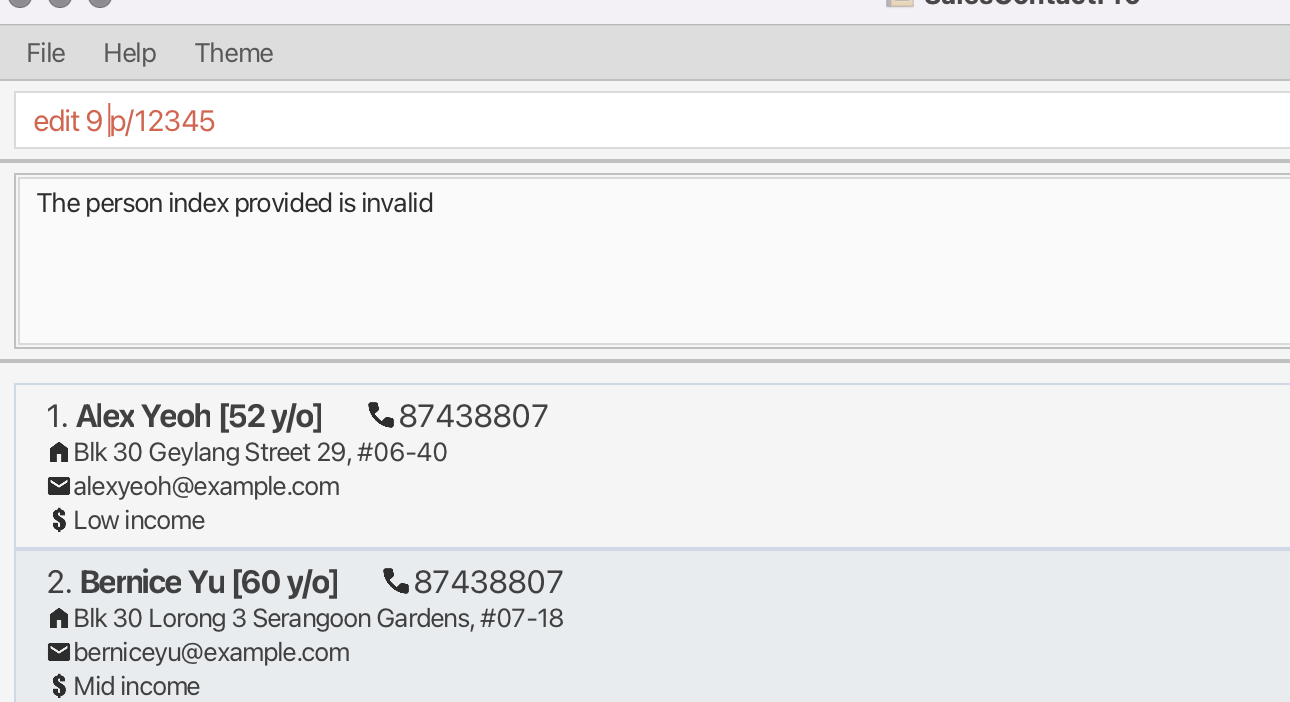 SalesContactPro
File Help Theme
edit 9 p/12345
The person index provided is invalid
1. Alex Yeoh [52 y/o] 87438807
Blk 30 Geylang Street 29, #06-40
alexyeoh@example.com
$ Low income
2. Bernice Yu [60 y/o] 87438807
Blk 30 Lorong 3 Serangoon Gardens, #07-18
berniceyu@example.com
$ Mid income